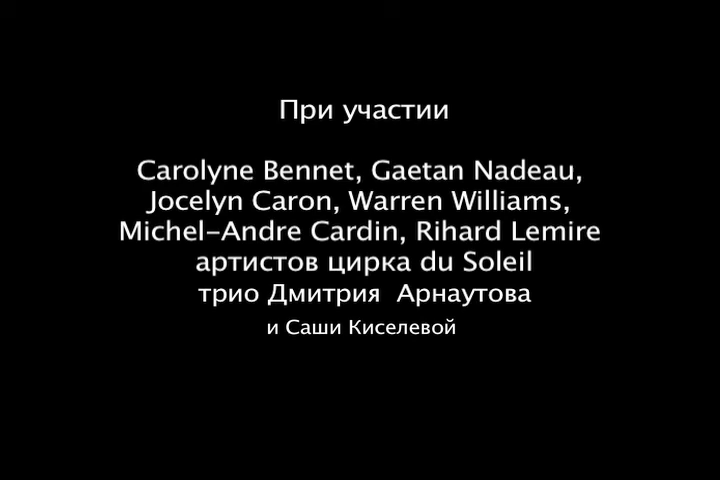 При участии
Carolyne Bennet, Gaetan Nadeau,
Jocelyn Caron, Warren Williams,
Michel-Andre Cardin, Rihard Lemire
артистов цирка du Soleil
трио Дмитрия Арнаутова
и Саши Киселевой